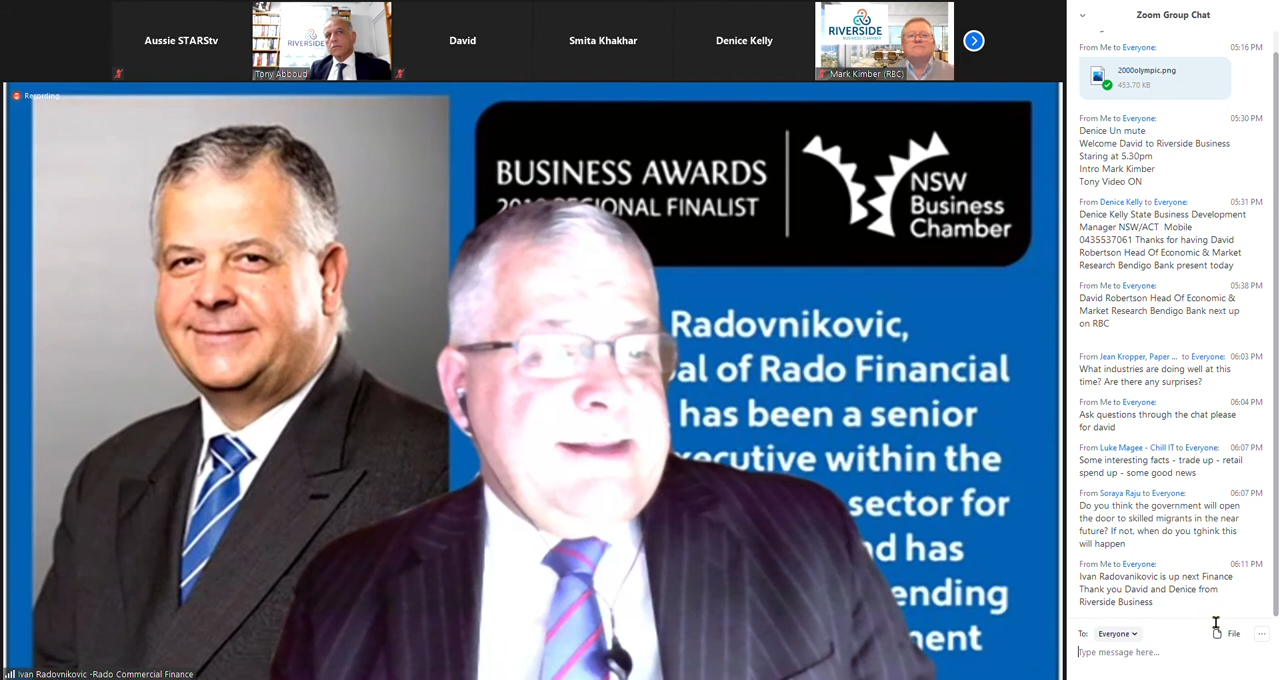 Aussie STARStv
RIVERSIDE
Tony Abboud
David
Smita Khakhar
Denice Kelly
RIVERSIDE
Mark Kimber (RBC)
Recording
BUSINESS AWARDS
REGIONAL FINALIST
NSW
Business
Chamber
Radovnikovic,
al of Rado Financial
has been a senior
xecutive within the
sector for
nd has
ending
ent
Ivan Radovnikovic -Rado Commercial Finance
Zoom Group Chat
From Me to Everyone: 05:16 PM
2000olympic.png
453.70 KB
From Me to Everyone: 05:30 PM
Denice Un mute
Welcome David to Riverside Business
Staring at 5.30pm
Intro Mark Kimber
Tony Video ON
From Denice Kelly to Everyone: 05:31 PM
Denice Kelly State Business Development
Manager NSW/ACT Mobile
0435537061 Thanks for having David
Robertson Head Of Economic & Market
Research Bendigo Bank present today
From Me to Everyone: 05:38 PM
David Robertson Head Of Economic &
Market Research Bendigo Bank next up
on RBC
From Jean Kropper, Paper ... to Everyone: 06:03 PM
What industries are doing well at this
time? Are there any surprises?
From Me to Everyone: 06:04 PM
Ask questions through the chat please
for david
From Luke Magee - Chill IT to Everyone: 06:07 PM
Some interesting facts - trade up - retail
spend up - some good news
From Soraya Raju to Everyone: 06:07 PM
Do you think the government will open
the door to skilled migrants in the near
future? If not, when do you tghink this
will happen
From Me to Everyone: 06:11 PM
Ivan Radovanikovic is up next Finance
Thank you David and Denice from
Riverside Business
To: Everyone File
Type message here...